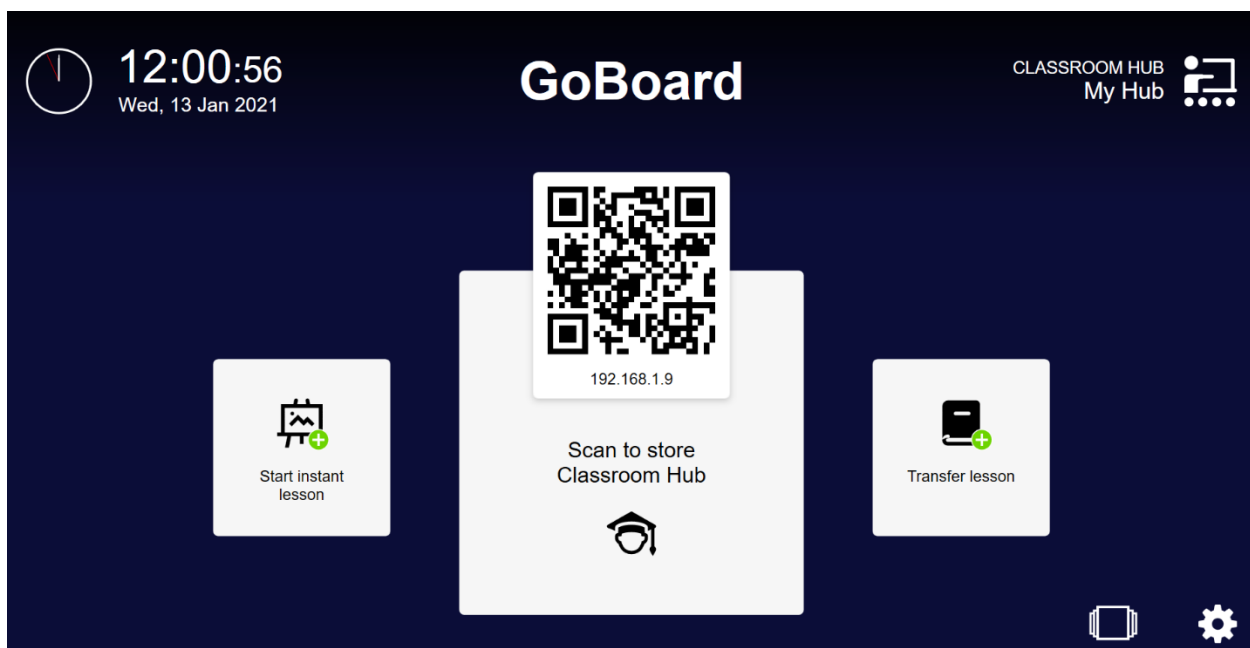 12:00:56
Wed, 13 Jan 2021
GoBoard
CLASSROOM HUB
My Hub
192.168.1.9
Scan to store
Classroom Hub
Start instant
lesson
Transfer lesson